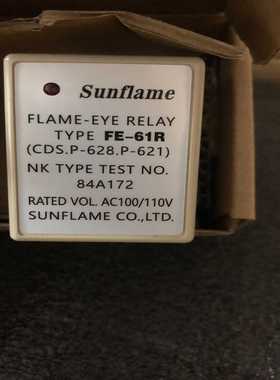 Sunflame
FLAME-EYE RELAY
TYPE FE-61R
(CDS.P-628.P-621)
NK TYPE TEST NO.
84A172
RATED VOL. AC100/110V
SUNFLAME CO.,LTD.